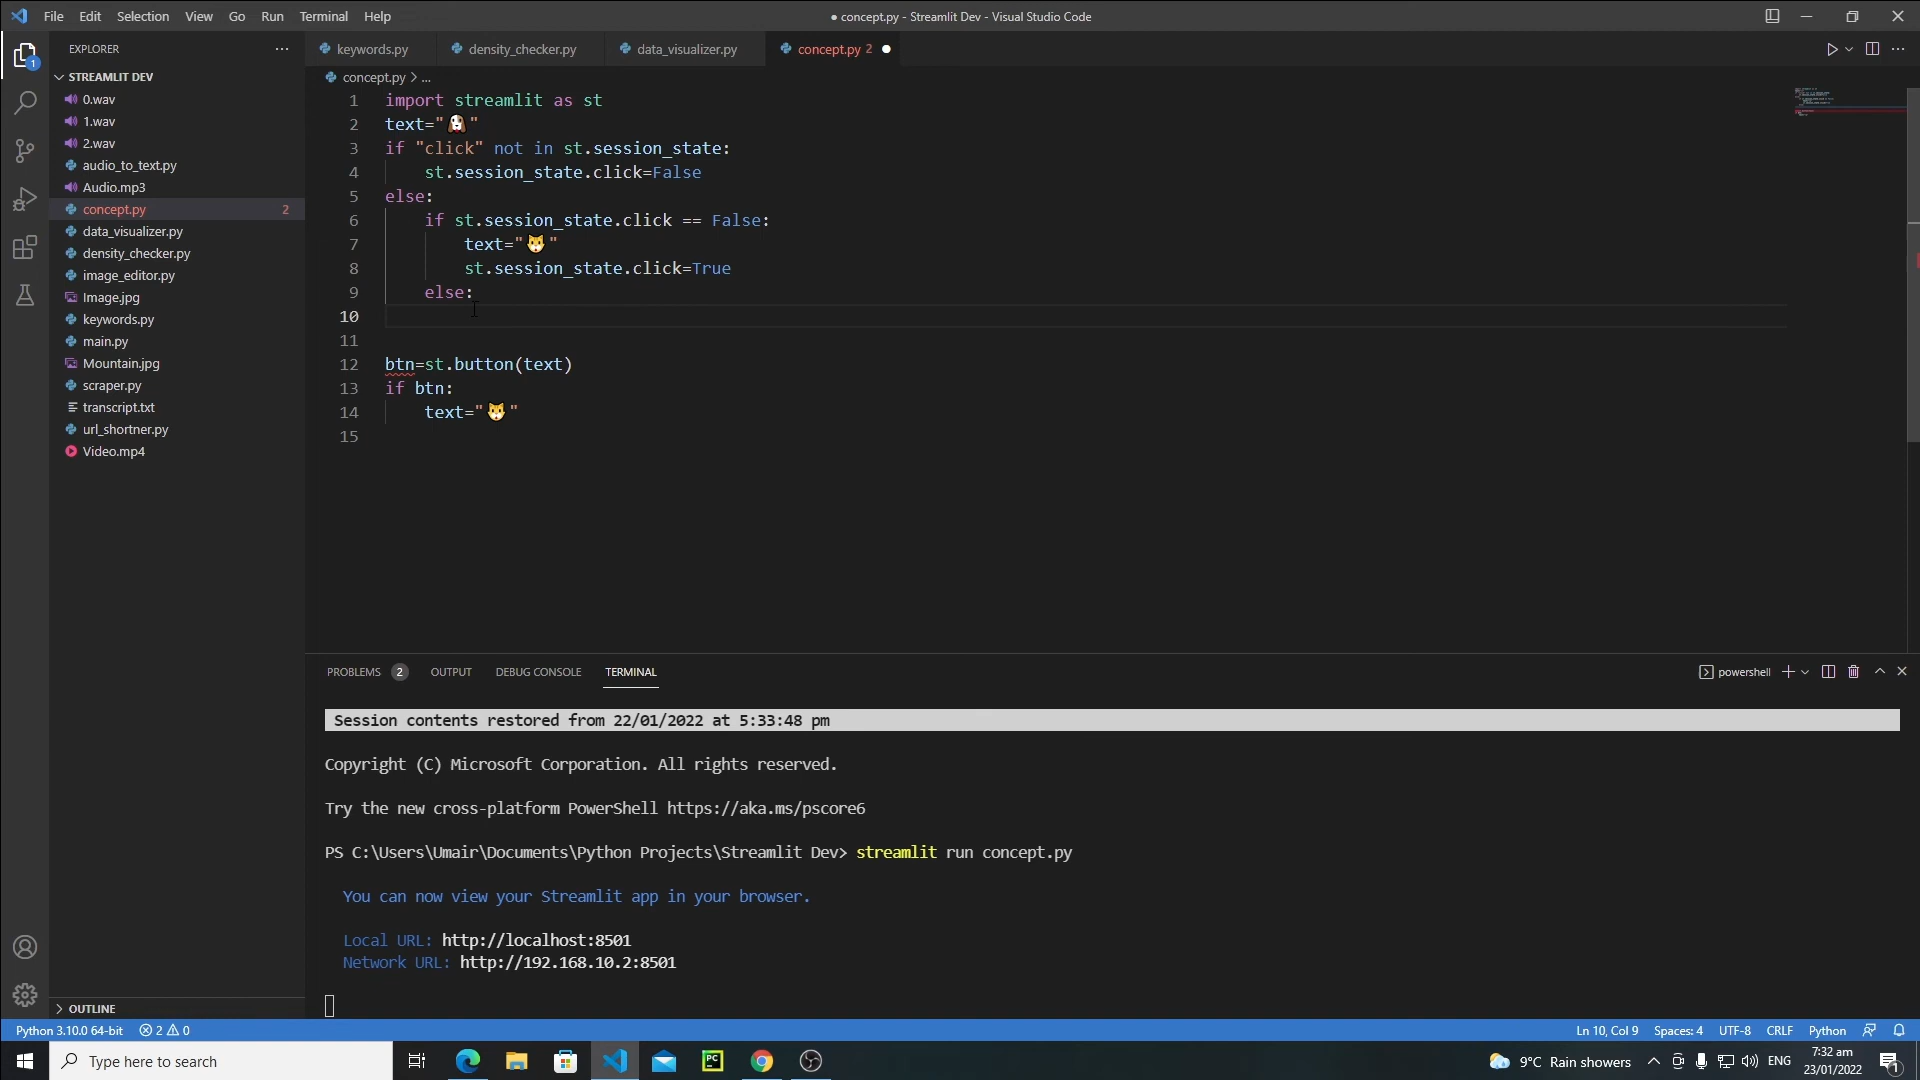 File Edit Selection View Go Run Terminal Help
● concept.py - Streamlit Dev - Visual Studio Code
EXPLORER
keywords.py density_checker.py data_visualizer.py concept.py 2
STREAMLIT DEV
0.wav
1.wav
2.wav
audio_to_text.py
Audio.mp3
concept.py 2
data_visualizer.py
density_checker.py
image_editor.py
Image.jpg
keywords.py
main.py
Mountain.jpg
scraper.py
transcript.txt
url_shortner.py
Video.mp4
OUTLINE
concept.py > ...
1 import streamlit as st
2 text="🐶"
3 if "click" not in st.session_state:
4 st.session_state.click=False
5 else:
6 if st.session_state.click == False:
7 text="🐱"
8 st.session_state.click=True
9 else:
10
11
12 btn=st.button(text)
13 if btn:
14 text="🐱"
15
PROBLEMS 2 OUTPUT DEBUG CONSOLE TERMINAL
powershell
Session contents restored from 22/01/2022 at 5:33:48 pm
Copyright (C) Microsoft Corporation. All rights reserved.
Try the new cross-platform PowerShell https://aka.ms/pscore6
PS C:\Users\Umair\Documents\Python Projects\Streamlit Dev> streamlit run concept.py
You can now view your Streamlit app in your browser.
Local URL: http://localhost:8501
Network URL: http://192.168.10.2:8501
Python 3.10.0 64-bit 2 0
Ln 10, Col 9 Spaces: 4 UTF-8 CRLF Python
Type here to search
9°C Rain showers
ENG
7:32 am
23/01/2022
1